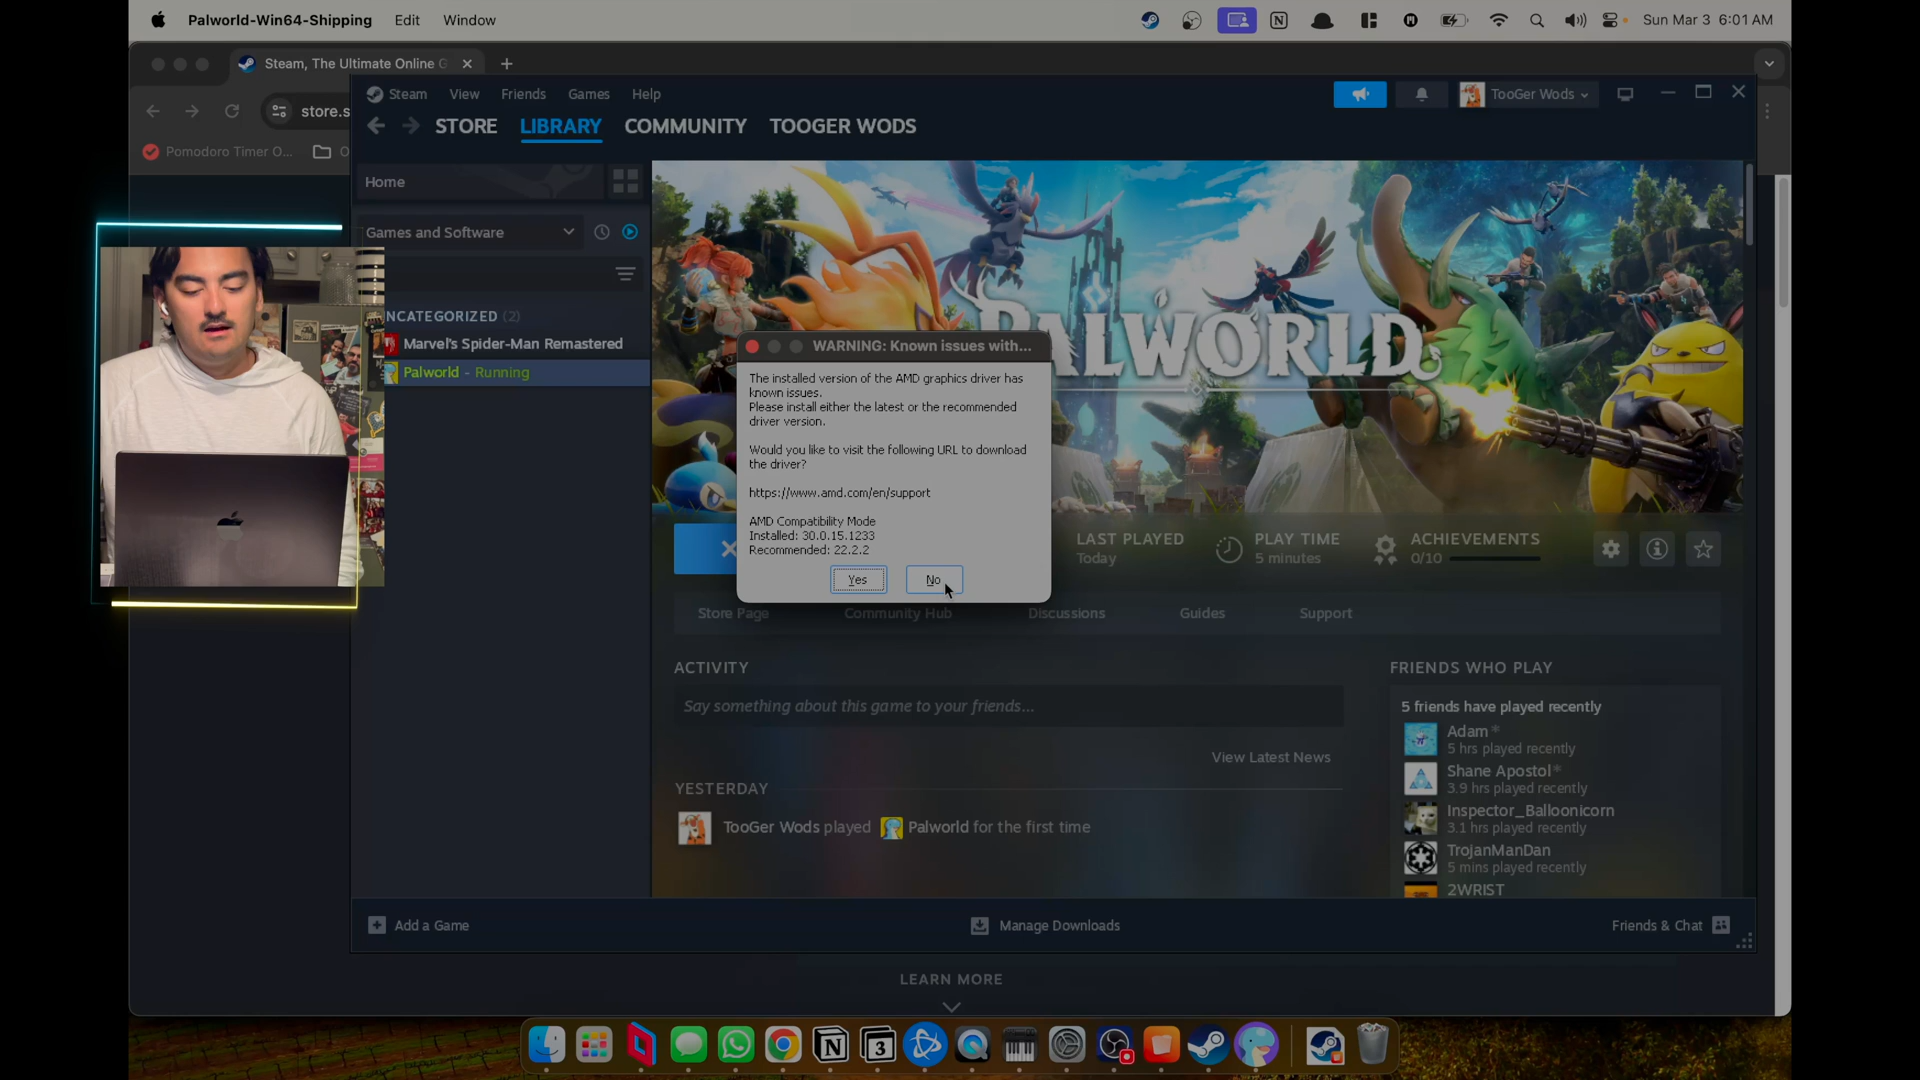 Palworld-Win64-Shipping Edit Window
Sun Mar 3 6:01 AM
Steam, The Ultimate Online G
store.s
Pomodoro Timer O...
O
Steam View Friends Games Help
TooGer Wods
STORE LIBRARY COMMUNITY TOOGER WODS
Home
Games and Software
NCATEGORIZED (2)
Marvel's Spider-Man Remastered
Palworld - Running
PALWORLD
WARNING: Known issues with...
The installed version of the AMD graphics driver has
known issues.
Please install either the latest or the recommended
driver version.
Would you like to visit the following URL to download
the driver?
https://www.amd.com/en/support
AMD Compatibility Mode
Installed: 30.0.15.1233
Recommended: 22.2.2
Yes No
LAST PLAYED
Today
PLAY TIME
5 minutes
ACHIEVEMENTS
0/10
Store Page Community Hub Discussions Guides Support
ACTIVITY
Say something about this game to your friends...
View Latest News
YESTERDAY
TooGer Wods played Palworld for the first time
FRIENDS WHO PLAY
5 friends have played recently
Adam *
5 hrs played recently
Shane Apostol*
3.9 hrs played recently
Inspector_Balloonicorn
3.1 hrs played recently
TrojanManDan
5 mins played recently
2WRIST
Add a Game
Manage Downloads
Friends & Chat
LEARN MORE
3